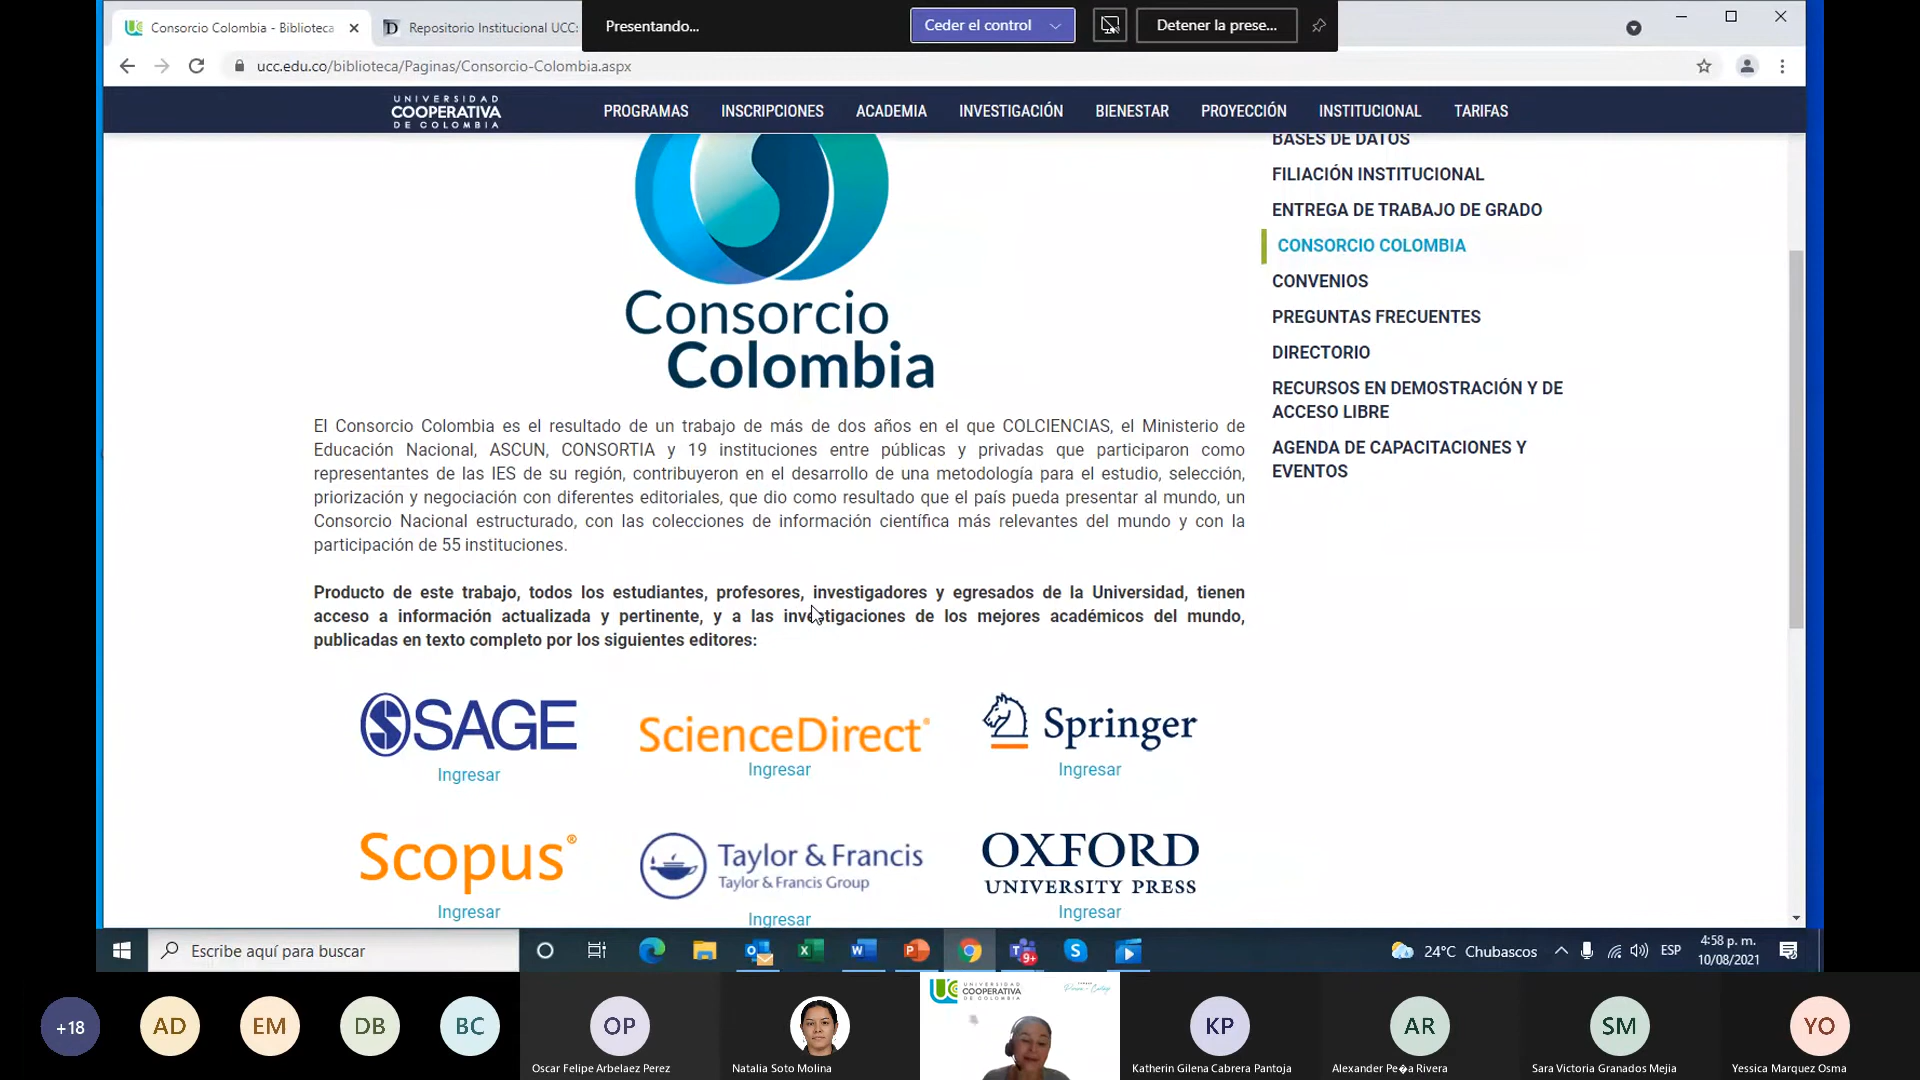 Consorcio Colombia - Biblioteca
Repositorio Institucional UCC:
Presentando...
Ceder el control
Detener la prese...
ucc.edu.co/biblioteca/Paginas/Consorcio-Colombia.aspx
UNIVERSIDAD
COOPERATIVA
DE COLOMBIA
PROGRAMAS INSCRIPCIONES ACADEMIA INVESTIGACIÓN BIENESTAR PROYECCIÓN INSTITUCIONAL TARIFAS
BASES DE DATOS
FILIACIÓN INSTITUCIONAL
ENTREGA DE TRABAJO DE GRADO
CONSORCIO COLOMBIA
CONVENIOS
PREGUNTAS FRECUENTES
DIRECTORIO
RECURSOS EN DEMOSTRACIÓN Y DE
ACCESO LIBRE
AGENDA DE CAPACITACIONES Y
EVENTOS
Consorcio
Colombia
El Consorcio Colombia es el resultado de un trabajo de más de dos años en el que COLCIENCIAS, el Ministerio de
Educación Nacional, ASCUN, CONSORTIA y 19 instituciones entre públicas y privadas que participaron como
representantes de las IES de su región, contribuyeron en el desarrollo de una metodología para el estudio, selección,
priorización y negociación con diferentes editoriales, que dio como resultado que el país pueda presentar al mundo, un
Consorcio Nacional estructurado, con las colecciones de información científica más relevantes del mundo y con la
participación de 55 instituciones.
Producto de este trabajo, todos los estudiantes, profesores, investigadores y egresados de la Universidad, tienen
acceso a información actualizada y pertinente, y a las investigaciones de los mejores académicos del mundo,
publicadas en texto completo por los siguientes editores:
SAGE
Ingresar
ScienceDirect®
Ingresar
Springer
Ingresar
Scopus®
Ingresar
Taylor & Francis
Taylor & Francis Group
Ingresar
OXFORD
UNIVERSITY PRESS
Ingresar
Escribe aquí para buscar
9+
24°C Chubascos
ESP
4:58 p. m.
10/08/2021
+18
AD
EM
DB
BC
OP
Oscar Felipe Arbelaez Perez
Natalia Soto Molina
UNIVERSIDAD
COOPERATIVA
DE COLOMBIA
KP
Katherin Gilena Cabrera Pantoja
AR
Alexander Pe�a Rivera
SM
Sara Victoria Granados Mejia
YO
Yessica Marquez Osma